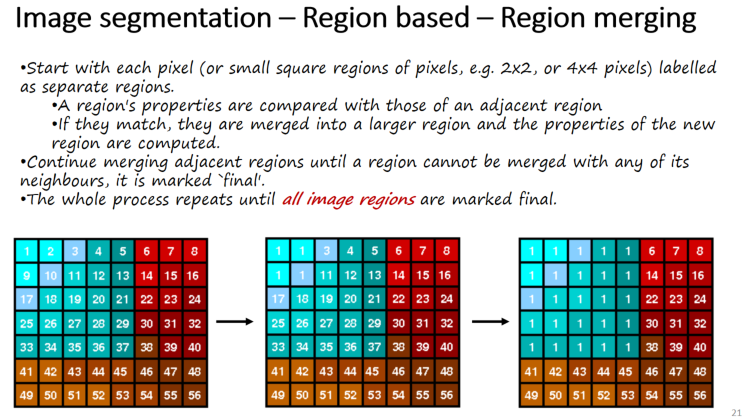 Image segmentation – Region based – Region merging
•Start with each pixel (or small square regions of pixels, e.g. 2x2, or 4x4 pixels) labelled
as separate regions.
•A region's properties are compared with those of an adjacent region
•If they match, they are merged into a larger region and the properties of the new
region are computed.
•Continue merging adjacent regions until a region cannot be merged with any of its
neighbours, it is marked `final'.
•The whole process repeats until all image regions are marked final.
1 2 3 4 5 6 7 8
9 10 11 12 13 14 15 16
17 18 19 20 21 22 23 24
25 26 27 28 29 30 31 32
33 34 35 36 37 38 39 40
41 42 43 44 45 46 47 48
49 50 51 52 53 54 55 56
1 1 3 4 5 6 7 8
1 1 11 12 13 14 15 16
17 18 19 20 21 22 23 24
25 26 27 28 29 30 31 32
33 34 35 36 37 38 39 40
41 42 43 44 45 46 47 48
49 50 51 52 53 54 55 56
1 1 1 1 1 6 7 8
1 1 1 1 1 14 15 16
1 1 1 1 1 22 23 24
1 1 1 1 1 30 31 32
1 1 1 1 1 38 39 40
41 42 43 44 45 46 47 48
49 50 51 52 53 54 55 56
21